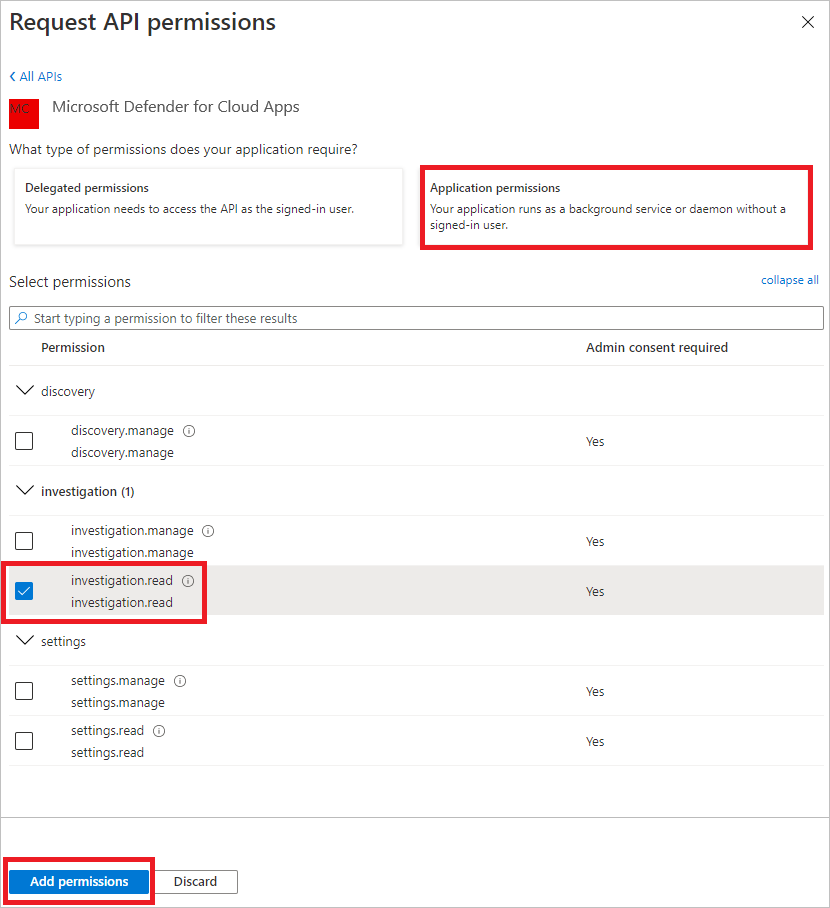 Request API permissions
All APIs
MC
Microsoft Defender for Cloud Apps
What type of permissions does your application require?
Delegated permissions
Your application needs to access the API as the signed-in user.
Application permissions
Your application runs as a background service or daemon without a
signed-in user.
Select permissions
collapse all
Start typing a permission to filter these results
Permission
Admin consent required
discovery
discovery.manage
discovery.manage
Yes
investigation (1)
investigation.manage
investigation.manage
Yes
investigation.read
investigation.read
Yes
settings
settings.manage
settings.manage
Yes
settings.read
settings.read
Yes
Add permissions
Discard